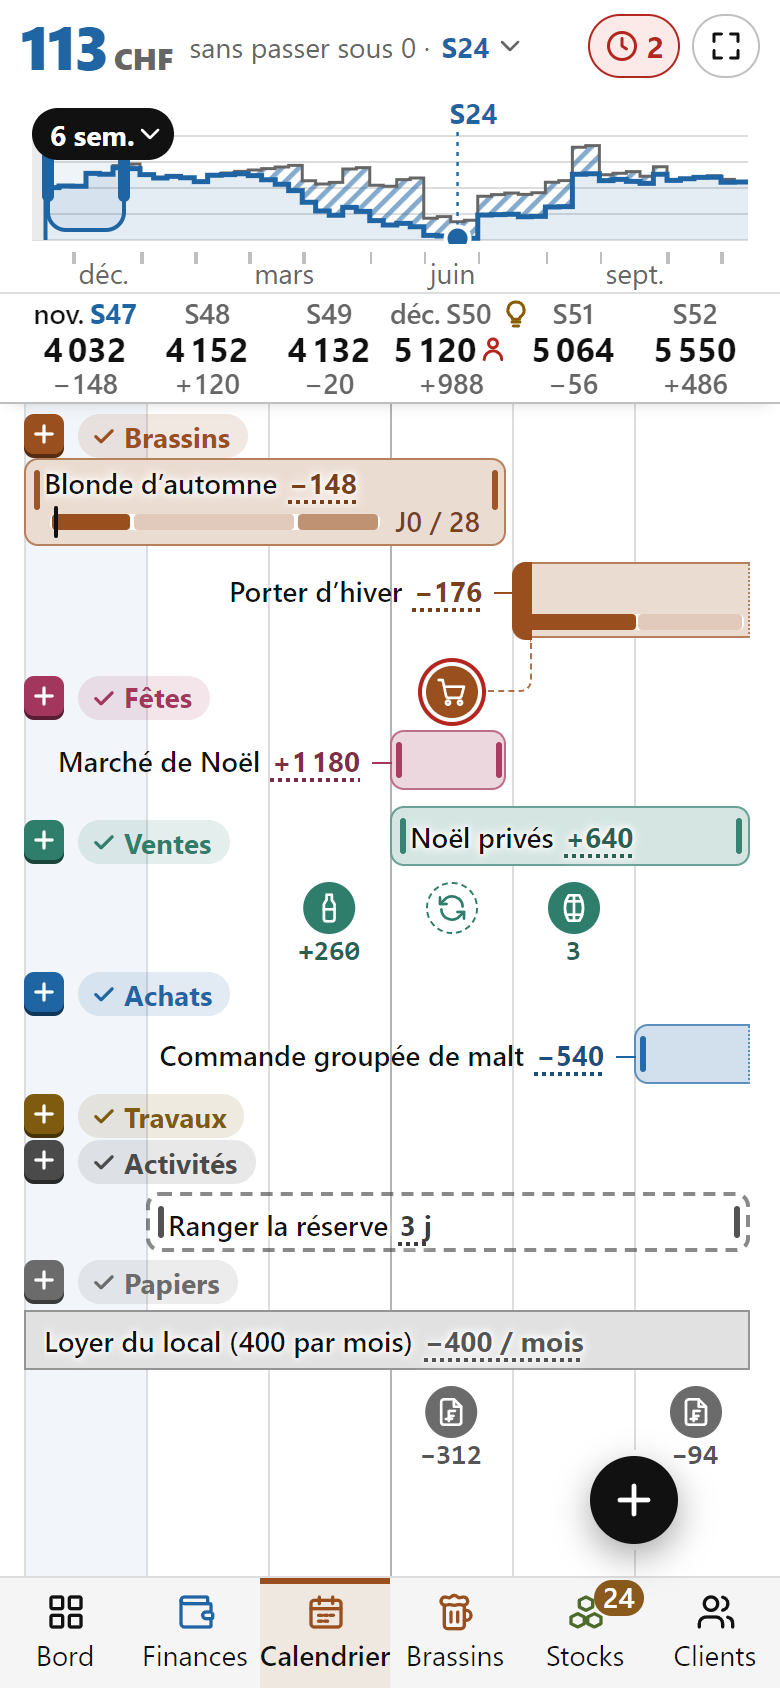 113 CHF sans passer sous 0 · S24
2
S24
6 sem.
déc. mars juin sept.
nov. S47 S48 S49 déc. S50 S51 S52
4 032 4 152 4 132 5 120 5 064 5 550
−148 +120 −20 +988 −56 +486
Brassins
Blonde d’automne −148
J0 / 28
Porter d’hiver −176
Fêtes
Marché de Noël +1 180
Noël privés +640
Ventes
+260 3
Achats
Commande groupée de malt −540
Travaux
Activités
Ranger la réserve 3 j
Papiers
Loyer du local (400 par mois) −400 / mois
−312 −94
24
Bord Finances Calendrier Brassins Stocks Clients